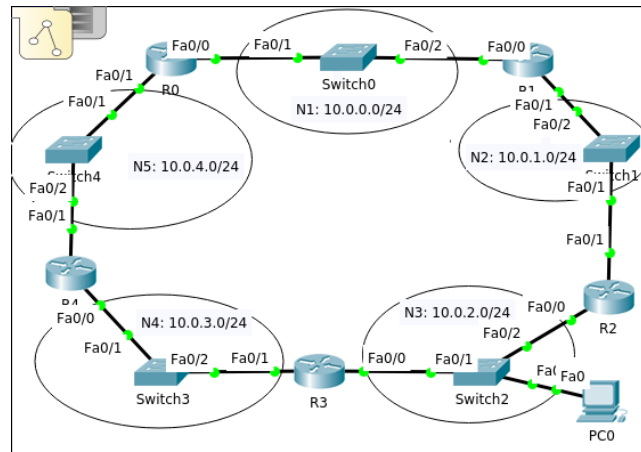 Fa0/0
Fa0/1
Switch0
Fa0/2
Fa0/0
R0
R1
Fa0/1
Fa0/1
N1: 10.0.0.0/24
Fa0/1
Fa0/2
N5: 10.0.4.0/24
N2: 10.0.1.0/24
Switch4
Switch1
Fa0/2
Fa0/1
Fa0/1
Fa0/1
R4
Fa0/0
N4: 10.0.3.0/24
N3: 10.0.2.0/24
Fa0/0
R2
Fa0/1
Fa0/2
Fa0/2
Fa0/1
Fa0/0
Fa0/1
Switch3
R3
Switch2
Fa0
PC0